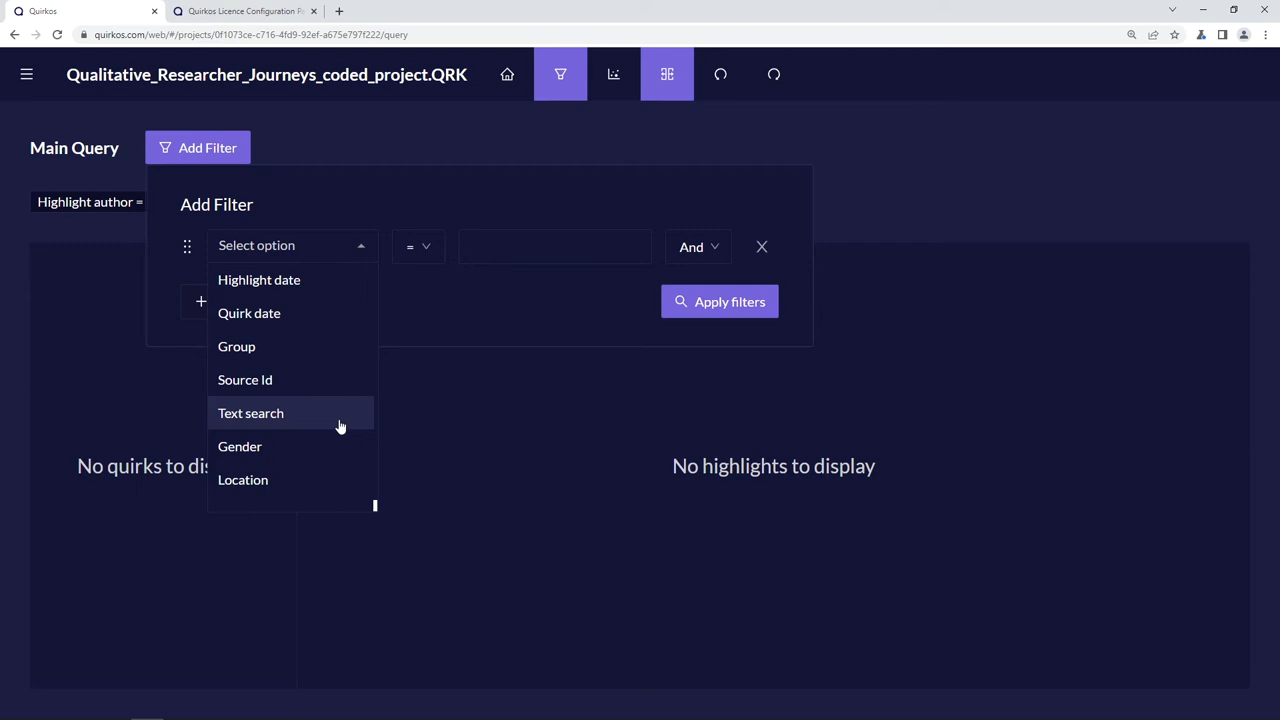 Quirkos
Quirkos Licence Configuration R
quirkos.com/web/#/projects/0f1073ce-c716-4fd9-92ef-a675e797f222/query
Qualitative_Researcher_Journeys_coded_project.QRK
Main Query
Add Filter
Highlight author =
Add Filter
Select option
=
And
Apply filters
Highlight date
Quirk date
Group
Source Id
Text search
Gender
Location
No quirks to dis
No highlights to display